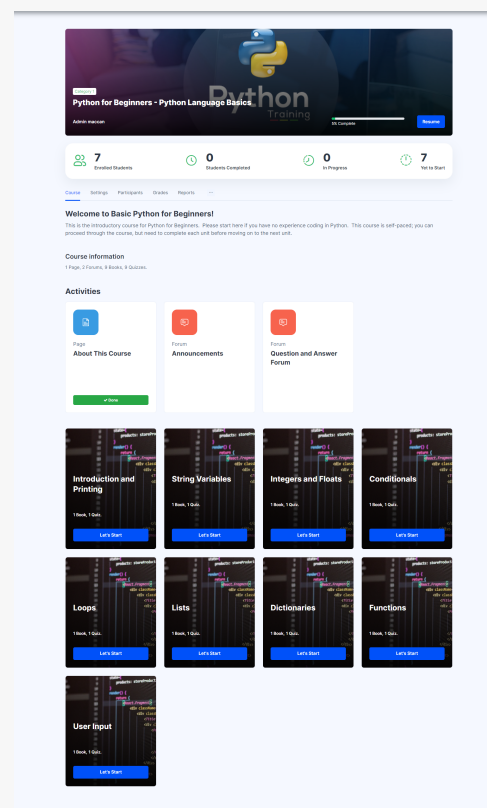 Category 1
Python for Beginners - Python Language Basics
Python
Training
Admin maccan
5% Complete
Resume
7
Enrolled Students
0
Students Completed
0
In Progress
7
Yet to Start
Course Settings Participants Grades Reports
Welcome to Basic Python for Beginners!
This is the introductory course for Python for Beginners. Please start here if you have no experience coding in Python. This course is self-paced; you can
proceed through the course, but need to complete each unit before moving on to the next unit.
Course information
1 Page, 2 Forums, 9 Books, 9 Quizzes.
Activities
Page
About This Course
Done
Forum
Announcements
Forum
Question and Answer
Forum
Introduction and
Printing
1 Book, 1 Quiz.
Let's Start
String Variables
1 Book, 1 Quiz.
Let's Start
Integers and Floats
1 Book, 1 Quiz.
Let's Start
Conditionals
1 Book, 1 Quiz.
Let's Start
Loops
1 Book, 1 Quiz.
Let's Start
Lists
1 Book, 1 Quiz.
Let's Start
Dictionaries
1 Book, 1 Quiz.
Let's Start
Functions
1 Book, 1 Quiz.
Let's Start
User Input
1 Book, 1 Quiz.
Let's Start